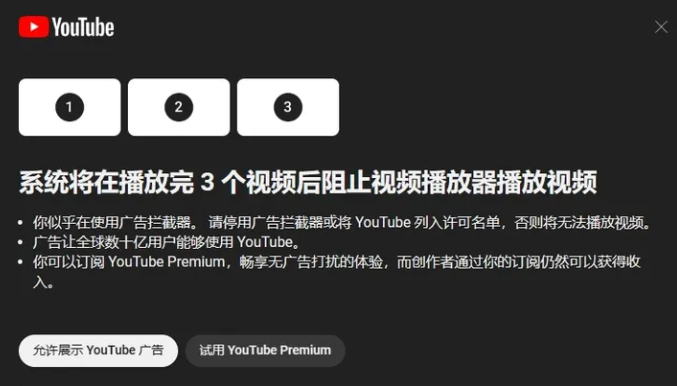 YouTube
1 2 3
系统将在播放完 3 个视频后阻止视频播放器播放视频
• 你似乎在使用广告拦截器。 请停用广告拦截器或将 YouTube 列入许可名单，否则将无法播放视频。
• 广告让全球数十亿用户能够使用 YouTube。
• 你可以订阅 YouTube Premium，畅享无广告打扰的体验，而创作者通过你的订阅仍然可以获得收
入。
允许展示 YouTube 广告 试用 YouTube Premium